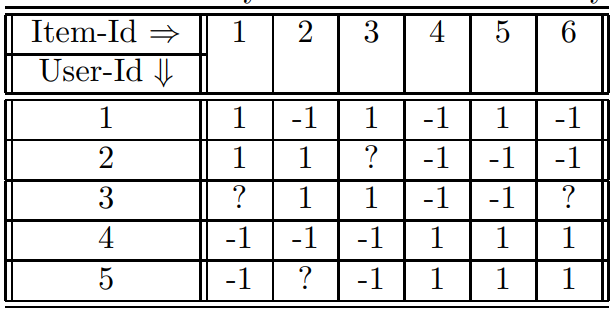 Item-Id ⇒ 1 2 3 4 5 6
User-Id ⇓
1 1 -1 1 -1 1 -1
2 1 1 ? -1 -1 -1
3 ? 1 1 -1 -1 ?
4 -1 -1 -1 1 1 1
5 -1 ? -1 1 1 1